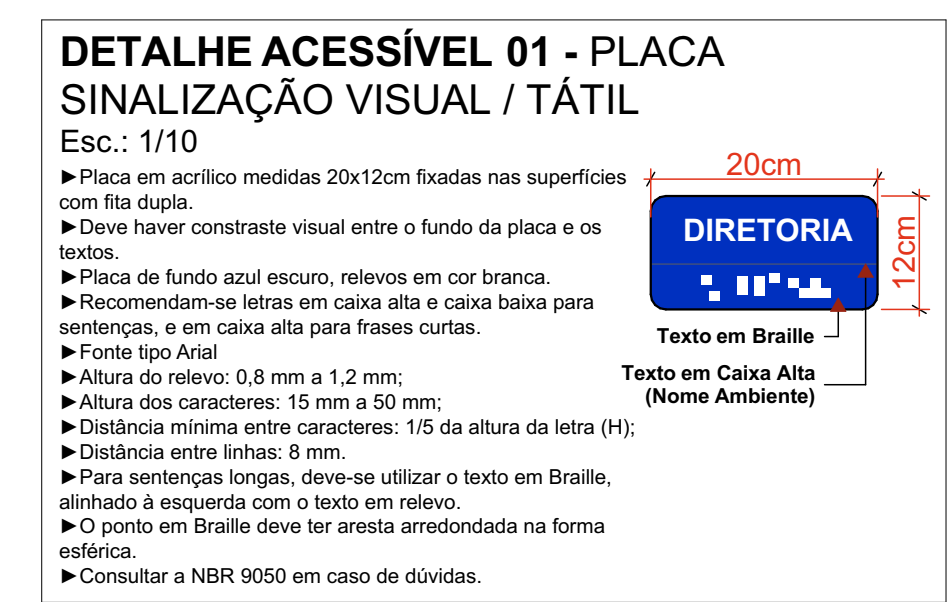 DETALHE ACESSÍVEL 01 - PLACA
SINALIZAÇÃO VISUAL / TÁTIL
Esc.: 1/10
►Placa em acrílico medidas 20x12cm fixadas nas superfícies
com fita dupla.
►Deve haver constraste visual entre o fundo da placa e os
textos.
►Placa de fundo azul escuro, relevos em cor branca.
►Recomendam-se letras em caixa alta e caixa baixa para
sentenças, e em caixa alta para frases curtas.
►Fonte tipo Arial
►Altura do relevo: 0,8 mm a 1,2 mm;
►Altura dos caracteres: 15 mm a 50 mm;
►Distância mínima entre caracteres: 1/5 da altura da letra (H);
►Distância entre linhas: 8 mm.
►Para sentenças longas, deve-se utilizar o texto em Braille,
alinhado à esquerda com o texto em relevo.
►O ponto em Braille deve ter aresta arredondada na forma
esférica.
►Consultar a NBR 9050 em caso de dúvidas.
20cm
DIRETORIA
12cm
Texto em Braille
Texto em Caixa Alta
(Nome Ambiente)